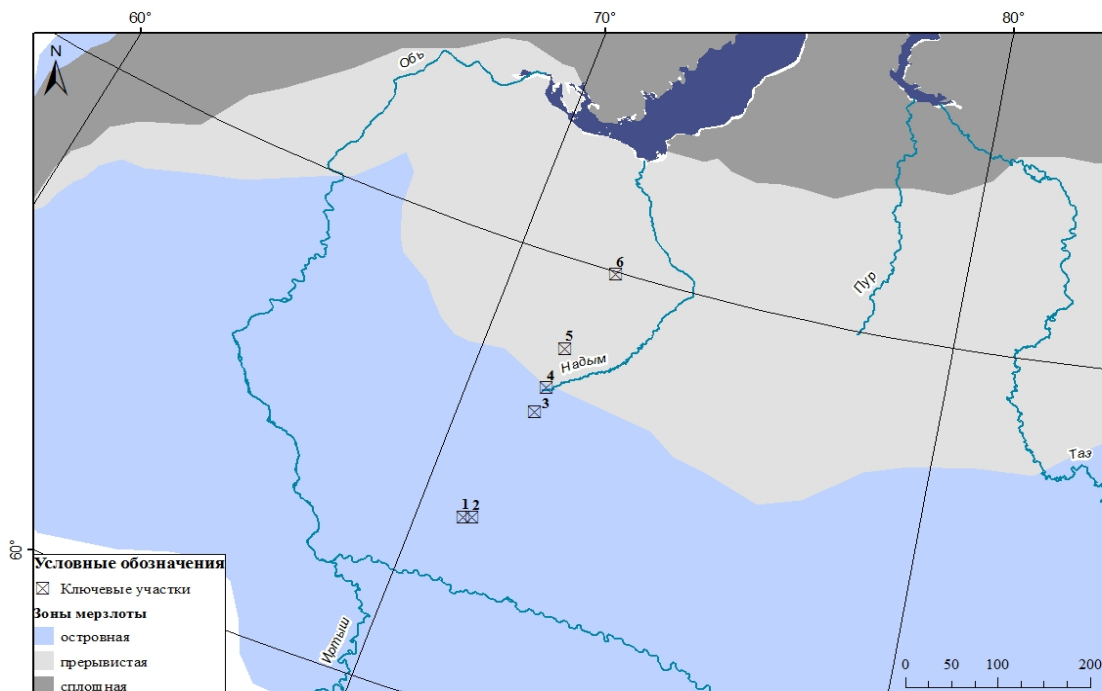 60°
70°
80°
N
Обь
6
Пур
5
Надым
4
3
Таз
1 2
60°
Условные обозначения
Ключевые участки
Зоны мерзлоты
островная
прерывистая
сплошная
Иртыш
0 50 100 200